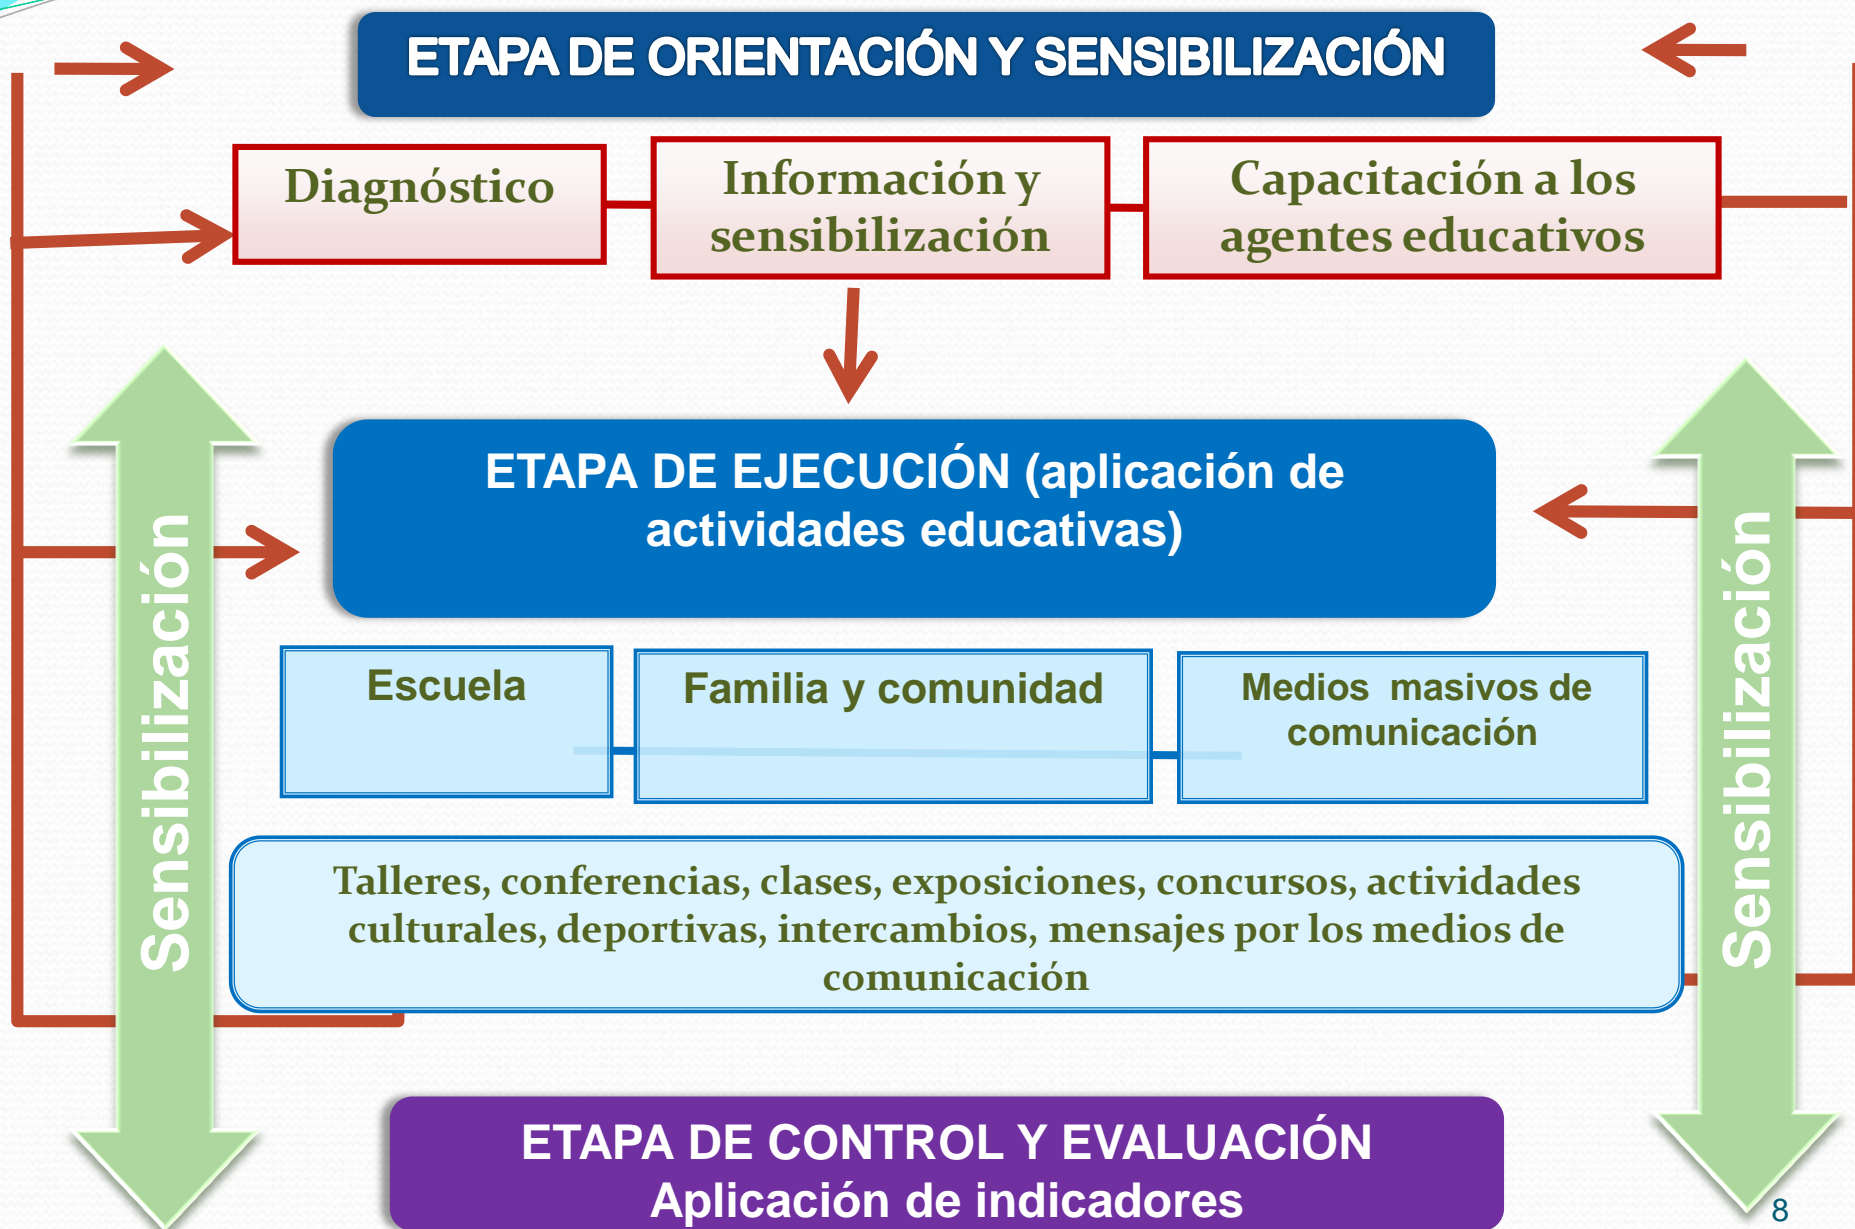 ETAPA DE ORIENTACIÓN Y SENSIBILIZACIÓN
Diagnóstico
Información y
sensibilización
Capacitación a los
agentes educativos
Sensibilización
ETAPA DE EJECUCIÓN (aplicación de
actividades educativas)
Sensibilización
Escuela
Familia y comunidad
Medios masivos de
comunicación
Talleres, conferencias, clases, exposiciones, concursos, actividades
culturales, deportivas, intercambios, mensajes por los medios de
comunicación
ETAPA DE CONTROL Y EVALUACIÓN
Aplicación de indicadores
8